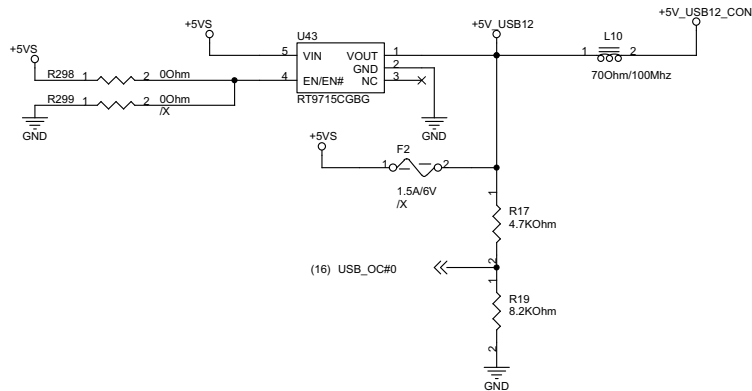 +5V_USB12_CON
+5V_USB12
U43
L10
+5VS
5 VIN VOUT 1
1 2
GND 2
+5VS
R298 1 2 0Ohm
4 EN/EN# NC 3
70Ohm/100Mhz
R299 1 2 0Ohm
/X
RT9715CGBG
GND
GND
+5VS
F2
1 2
1.5A/6V
/X
1
R17
4.7KOhm
2
(16) USB_OC#0
1
R19
8.2KOhm
2
GND